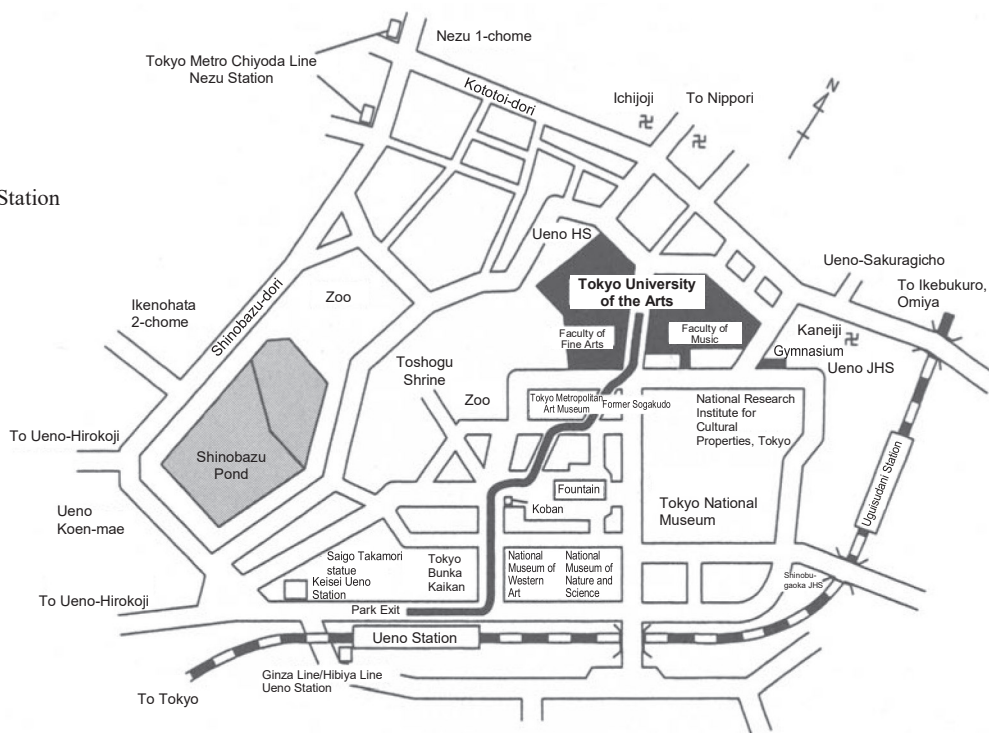 Nezu 1-chome
Tokyo Metro Chiyoda Line
Nezu Station
Kototoi-dori
Ichijoji
卍
To Nippori
卍
N
Station
Ueno HS
Ueno-Sakuragicho
To Ikebukuro,
Omiya
Tokyo University
of the Arts
Faculty of
Fine Arts
Faculty of
Music
Kaneiji
卍
Gymnasium
Ueno JHS
Ikenohata
2-chome
Shinobazu-dori
Zoo
Toshogu
Shrine
Zoo
Tokyo Metropolitan
Art Museum
Former Sogakudo
National Research
Institute for
Cultural
Properties, Tokyo
To Ueno-Hirokoji
Shinobazu
Pond
Fountain
Koban
Tokyo National
Museum
Uguisudani Station
Ueno
Koen-mae
Saigo Takamori
statue
Keisei Ueno
Station
Tokyo
Bunka
Kaikan
National
Museum of
Western
Art
National
Museum of
Nature and
Science
Shinobu-
gaoka JHS
To Ueno-Hirokoji
Park Exit
Ueno Station
Ginza Line/Hibiya Line
Ueno Station
To Tokyo